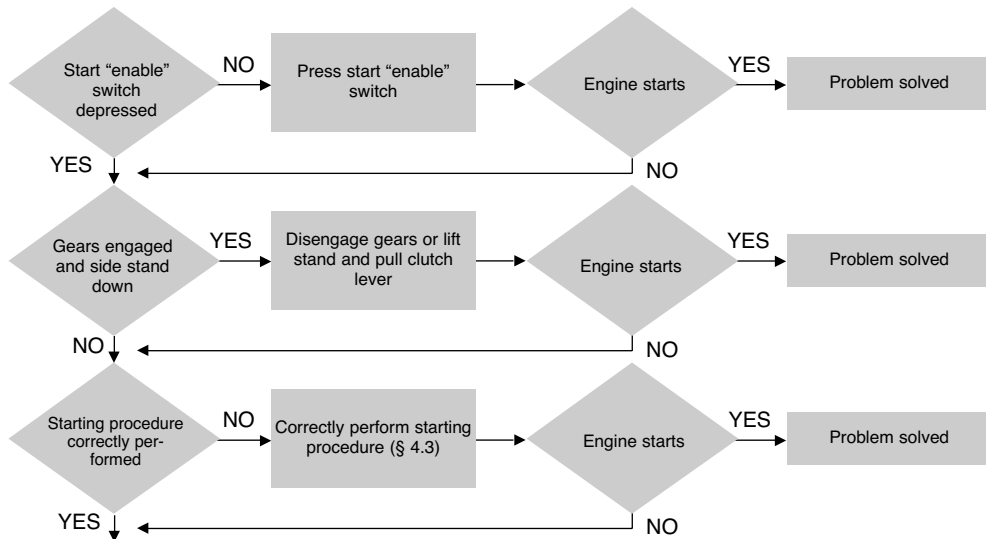 Start “enable”
switch
depressed
NO
Press start “enable”
switch
Engine starts
YES
Problem solved
YES
NO
Gears engaged
and side stand
down
YES
Disengage gears or lift
stand and pull clutch
lever
Engine starts
YES
Problem solved
NO
NO
Starting procedure
correctly per-
formed
NO
Correctly perform starting
procedure (§ 4.3)
Engine starts
YES
Problem solved
YES
NO